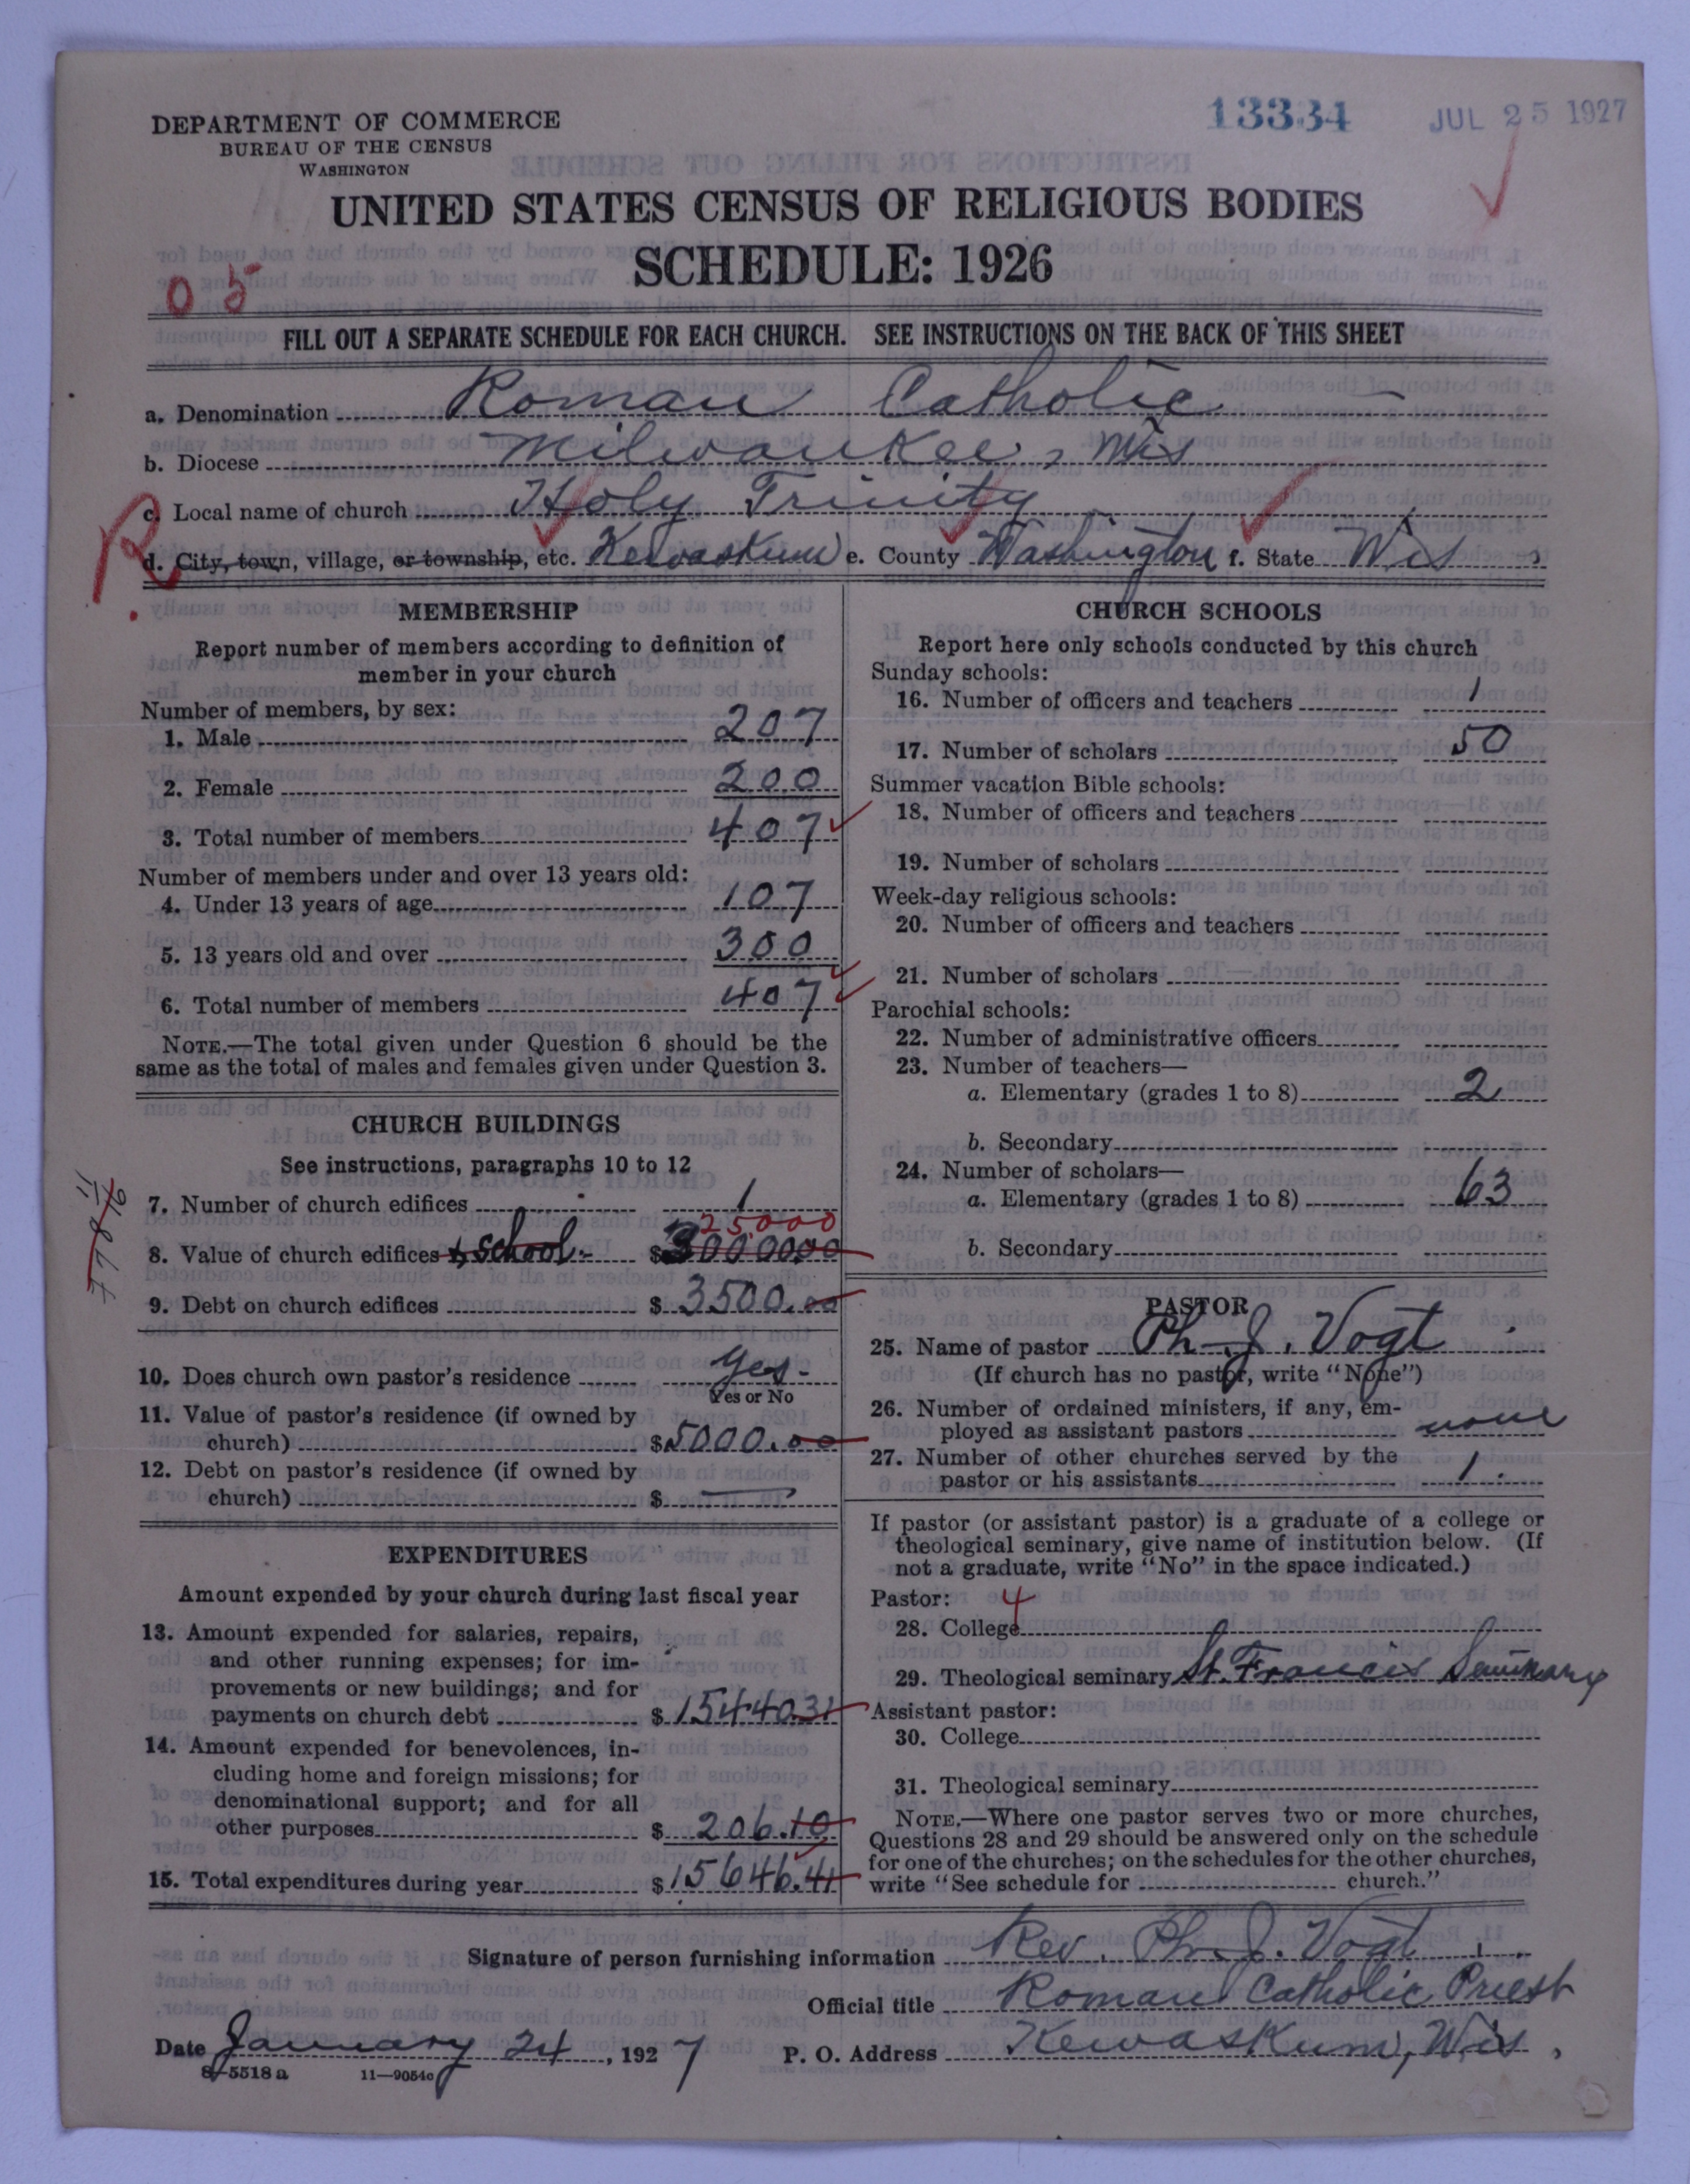 13334 JUL 25 1927
DEPARTMENT OF COMMERCE
BUREAU OF THE CENSUS
WASHINGTON
UNITED STATES CENSUS OF RELIGIOUS BODIES
SCHEDULE: 1926
05
FILL OUT A SEPARATE SCHEDULE FOR EACH CHURCH. SEE INSTRUCTIONS ON THE BACK OF THIS SHEET
a. Denomination Roman Catholic
b. Diocese Milwaukee, Wis
c. Local name of church Holy Trinity
R
d. City, town, village, or township, etc. Kewaskum e. County Washington f. State Wis
MEMBERSHIP
Report number of members according to definition of
member in your church
Number of members, by sex:
1. Male 207
2. Female 200
3. Total number of members 407
Number of members under and over 13 years old:
4. Under 13 years of age 107
5. 13 years old and over 300
6. Total number of members 407
NOTE.—The total given under Question 6 should be the
same as the total of males and females given under Question 3.
CHURCH BUILDINGS
See instructions, paragraphs 10 to 12
7. Number of church edifices 1
25000
8. Value of church edifices & school $30000.00
9. Debt on church edifices $ 3500.00
10. Does church own pastor's residence Yes
Yes or No
11. Value of pastor's residence (if owned by
church) $5000.00
12. Debt on pastor's residence (if owned by
church) $ —
EXPENDITURES
Amount expended by your church during last fiscal year
13. Amount expended for salaries, repairs,
and other running expenses; for im-
provements or new buildings; and for
payments on church debt $15440.31
14. Amount expended for benevolences, in-
cluding home and foreign missions; for
denominational support; and for all
other purposes $ 206.10
15. Total expenditures during year $15646.41
CHURCH SCHOOLS
Report here only schools conducted by this church
Sunday schools:
16. Number of officers and teachers 1
17. Number of scholars 50
Summer vacation Bible schools:
18. Number of officers and teachers
19. Number of scholars
Week-day religious schools:
20. Number of officers and teachers
21. Number of scholars
Parochial schools:
22. Number of administrative officers
23. Number of teachers—
a. Elementary (grades 1 to 8) 2
b. Secondary
24. Number of scholars—
a. Elementary (grades 1 to 8) 63
b. Secondary
PASTOR
25. Name of pastor Ph. J. Vogt
(If church has no pastor, write "None")
26. Number of ordained ministers, if any, em-
ployed as assistant pastors none
27. Number of other churches served by the
pastor or his assistants 1
If pastor (or assistant pastor) is a graduate of a college or
theological seminary, give name of institution below. (If
not a graduate, write "No" in the space indicated.)
Pastor: 4
28. College
29. Theological seminary St. Francis Seminary
Assistant pastor:
30. College
31. Theological seminary
NOTE.—Where one pastor serves two or more churches,
Questions 28 and 29 should be answered only on the schedule
for one of the churches; on the schedules for the other churches,
write "See schedule for church."
Signature of person furnishing information Rev. Ph. J. Vogt
Official title Roman Catholic Priest
Date January 24, 1927 P. O. Address Kewaskum, Wis.
8-5518a 11-9054c